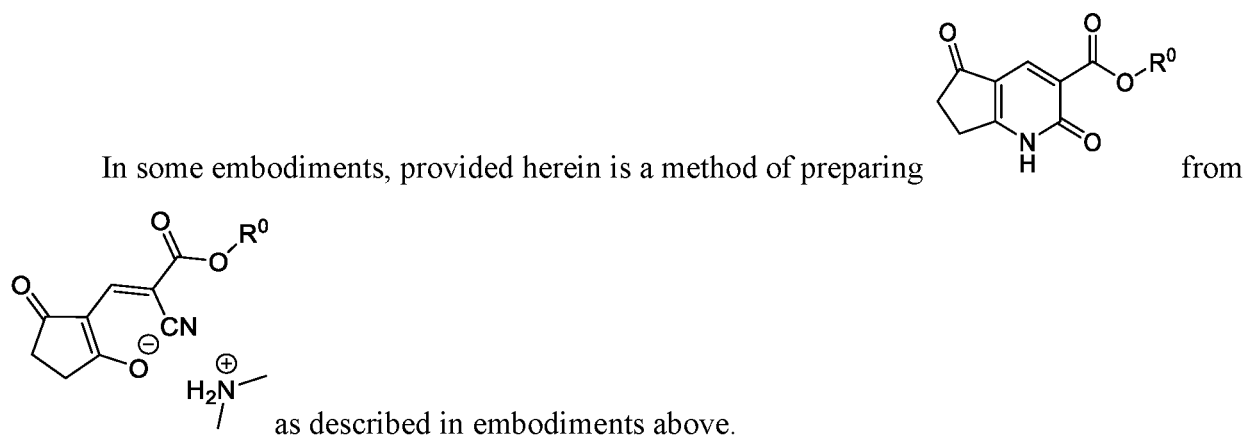 O O R⁰
O
N O
H
In some embodiments, provided herein is a method of preparing from
O R⁰
O O
CN
⊖
O ⊕
H₂N
as described in embodiments above.